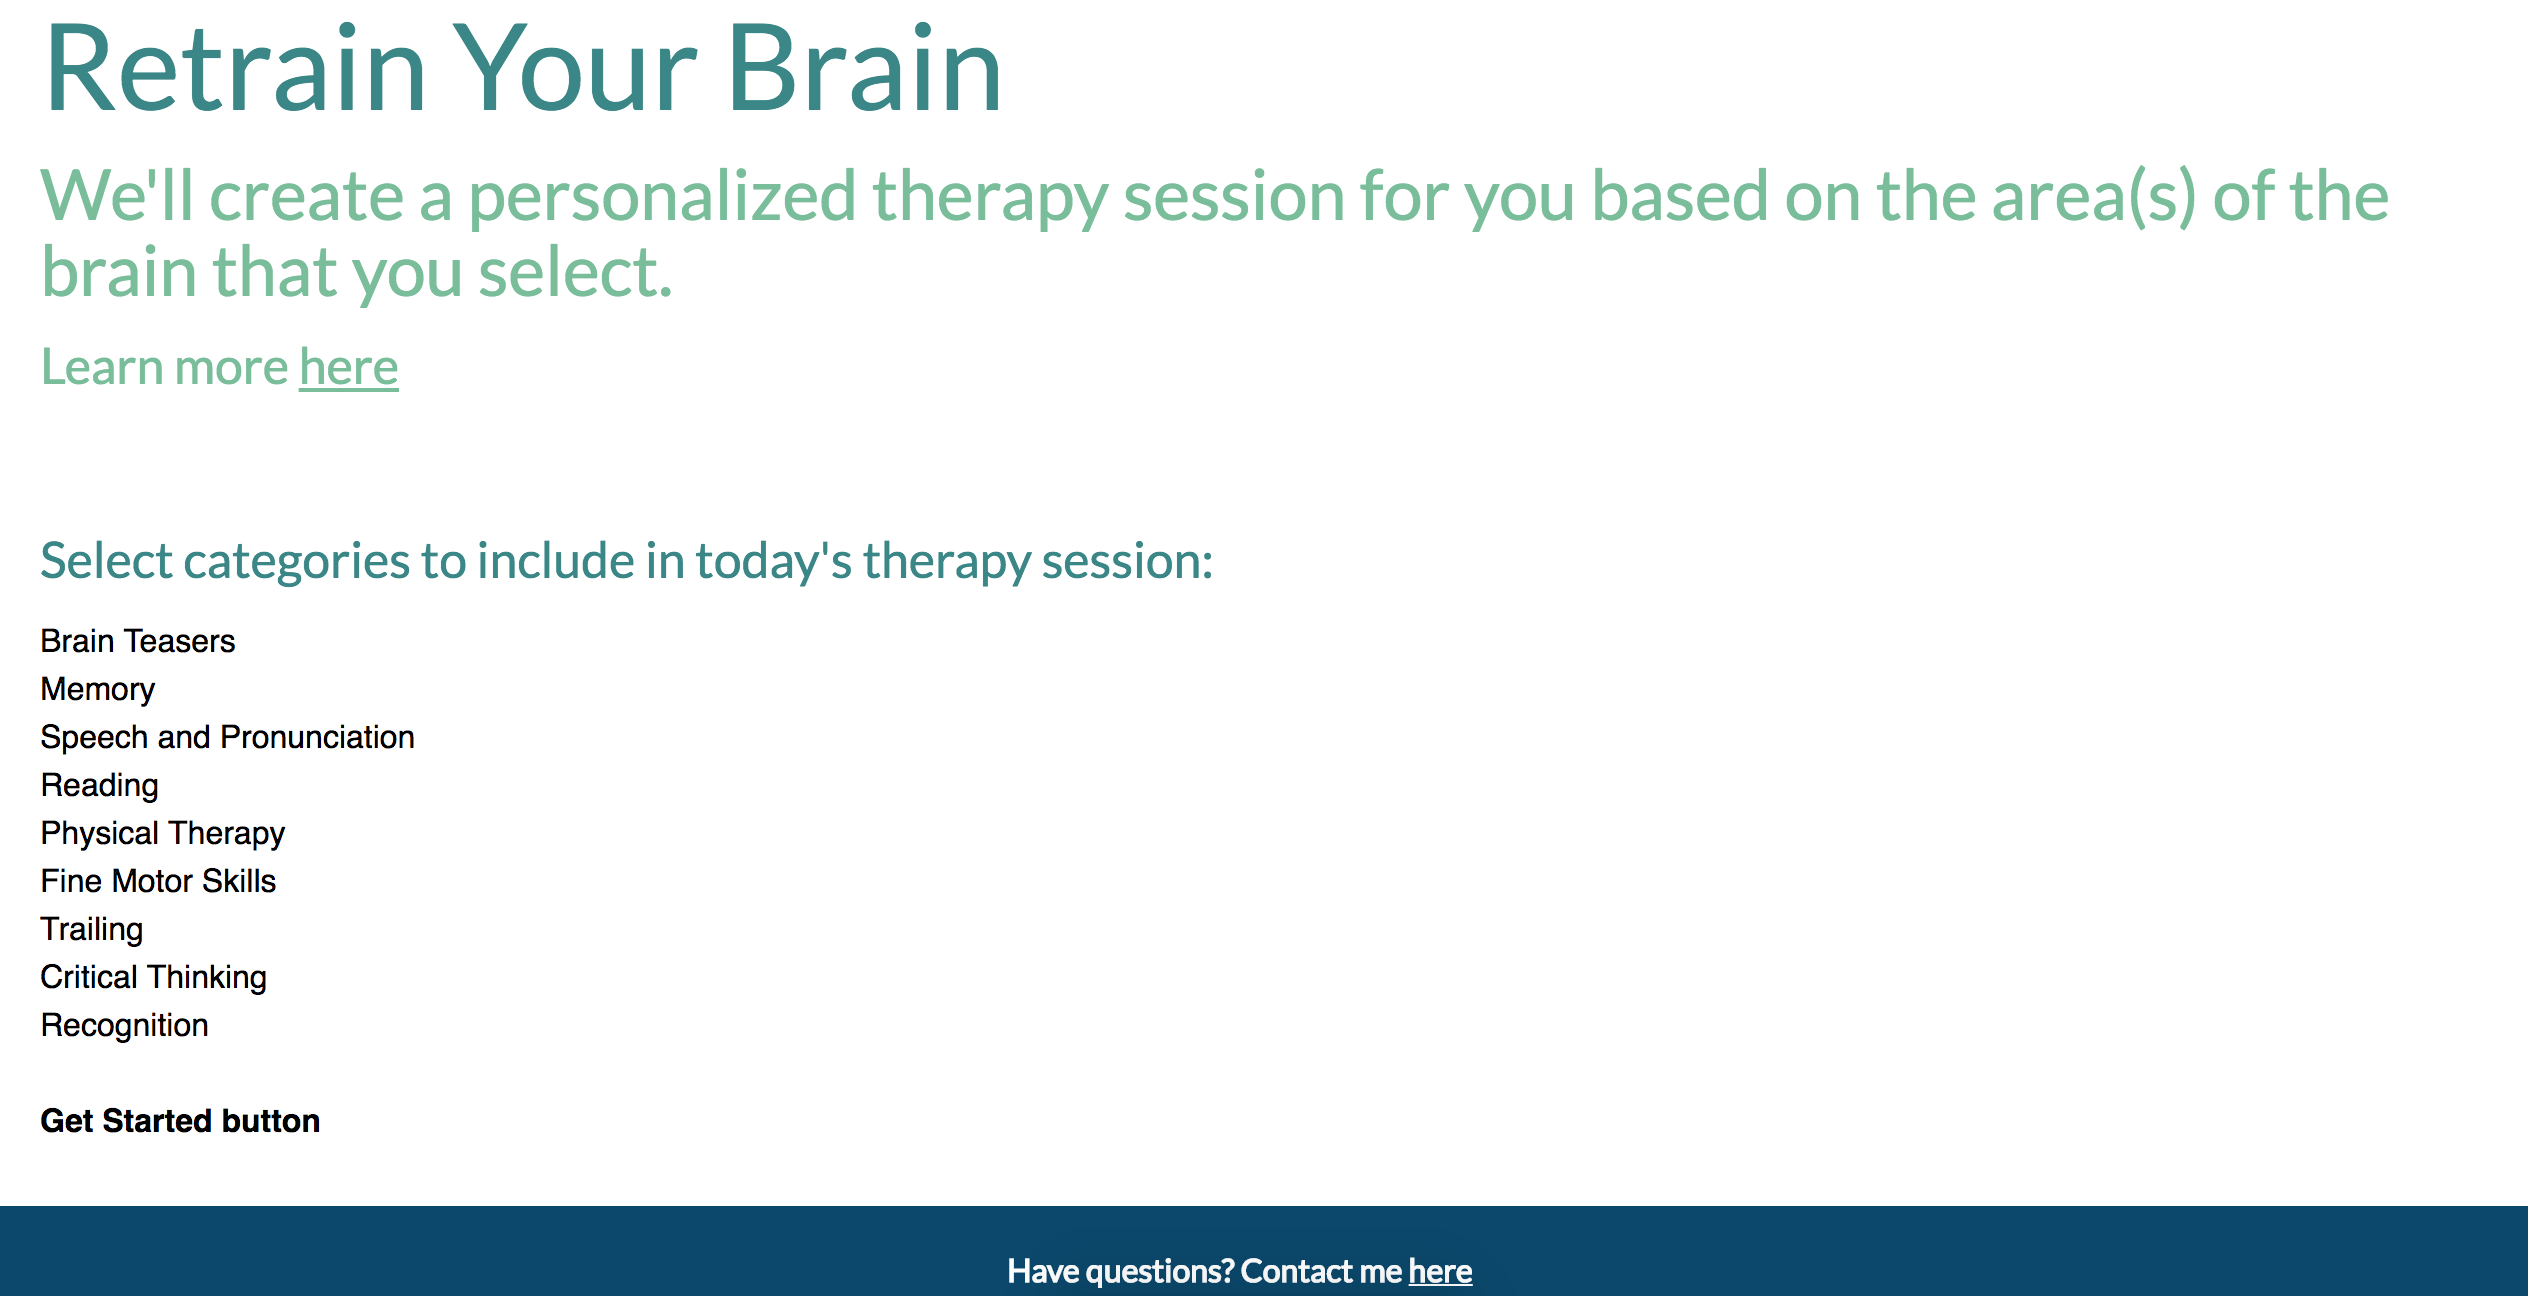 Retrain Your Brain
We'll create a personalized therapy session for you based on the area(s) of the
brain that you select.
Learn more here
Select categories to include in today's therapy session:
Brain Teasers
Memory
Speech and Pronunciation
Reading
Physical Therapy
Fine Motor Skills
Trailing
Critical Thinking
Recognition
Get Started button
Have questions? Contact me here